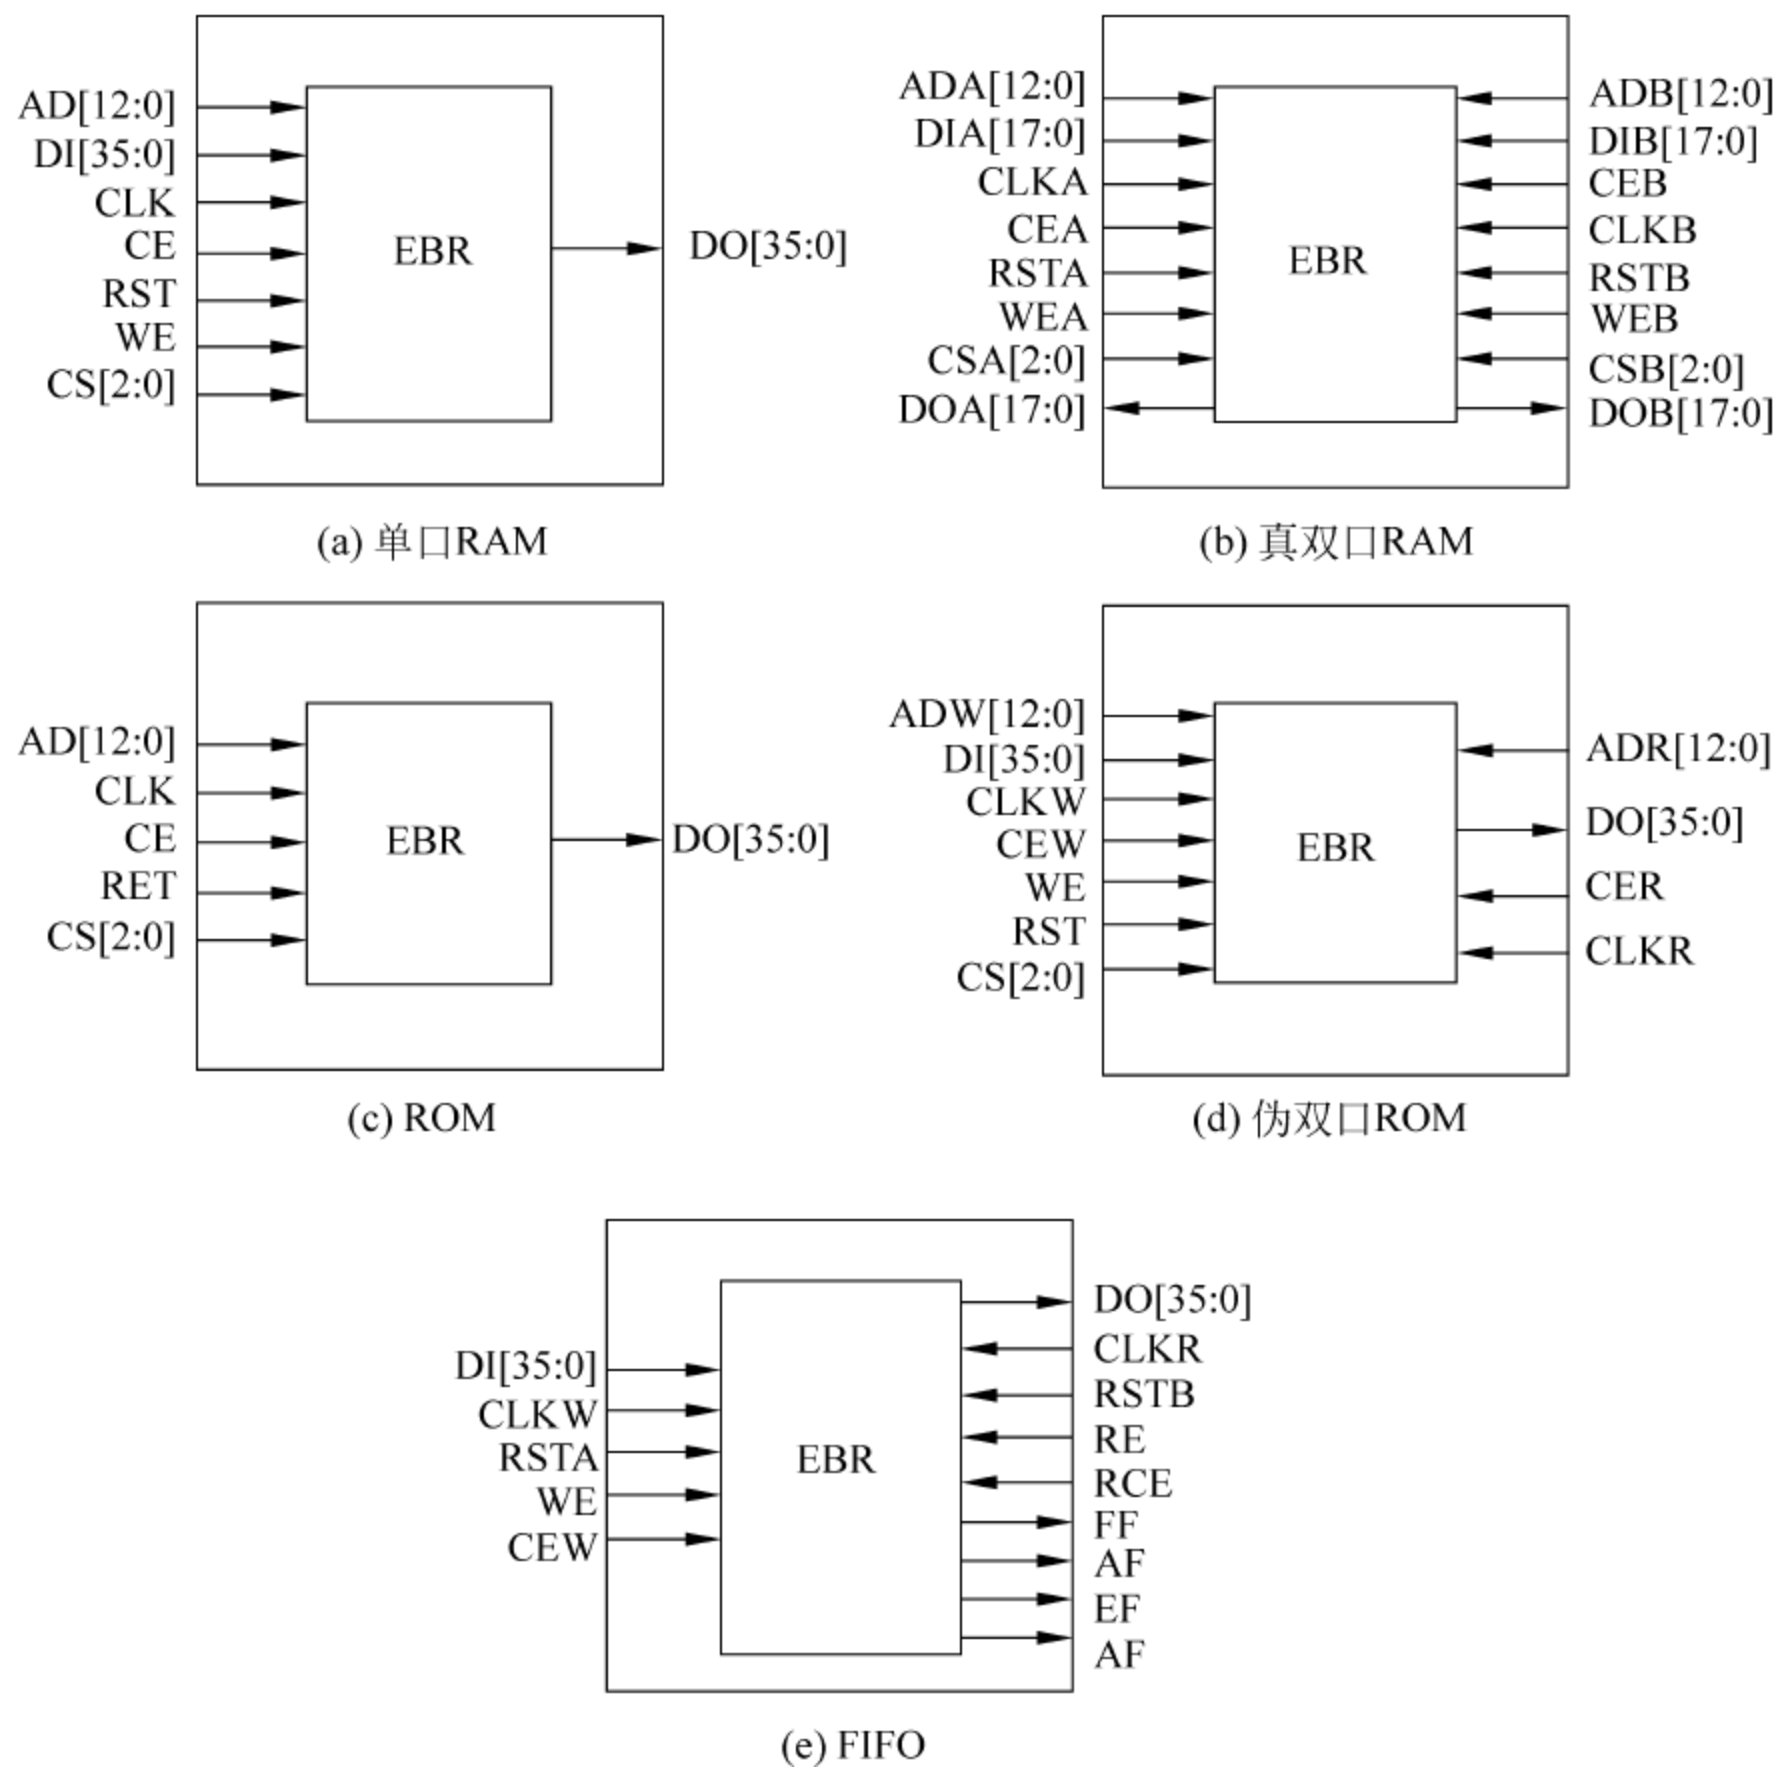 AD[12:0]
DI[35:0]
CLK
CE
RST
WE
CS[2:0]
EBR
DO[35:0]
(a) 单口RAM
ADA[12:0]
DIA[17:0]
CLKA
CEA
RSTA
WEA
CSA[2:0]
DOA[17:0]
EBR
ADB[12:0]
DIB[17:0]
CEB
CLKB
RSTB
WEB
CSB[2:0]
DOB[17:0]
(b) 真双口RAM
AD[12:0]
CLK
CE
RET
CS[2:0]
EBR
DO[35:0]
(c) ROM
ADW[12:0]
DI[35:0]
CLKW
CEW
WE
RST
CS[2:0]
EBR
ADR[12:0]
DO[35:0]
CER
CLKR
(d) 伪双口ROM
DI[35:0]
CLKW
RSTA
WE
CEW
EBR
DO[35:0]
CLKR
RSTB
RE
RCE
FF
AF
EF
AF
(e) FIFO